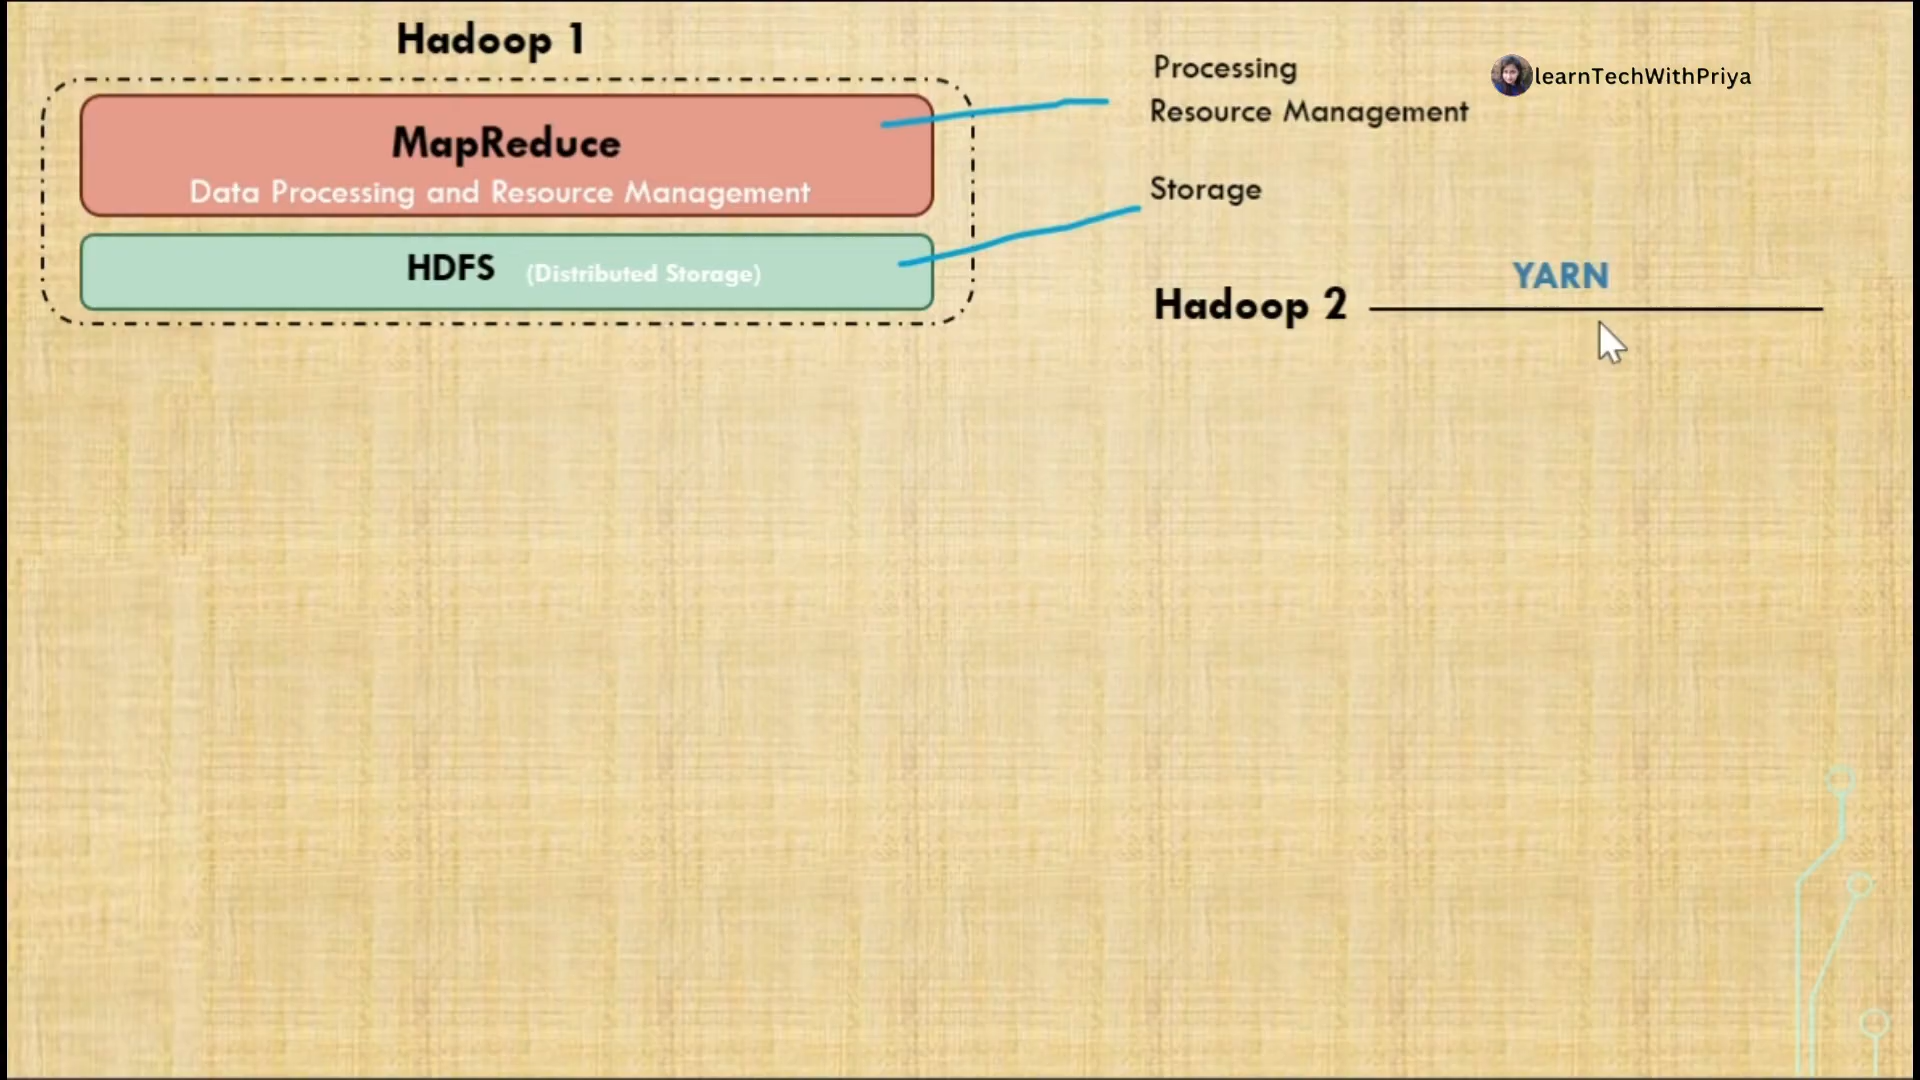 Hadoop 1
MapReduce
Data Processing and Resource Management
HDFS (Distributed Storage)
Processing
Resource Management
Storage
learnTechWithPriya
YARN
Hadoop 2